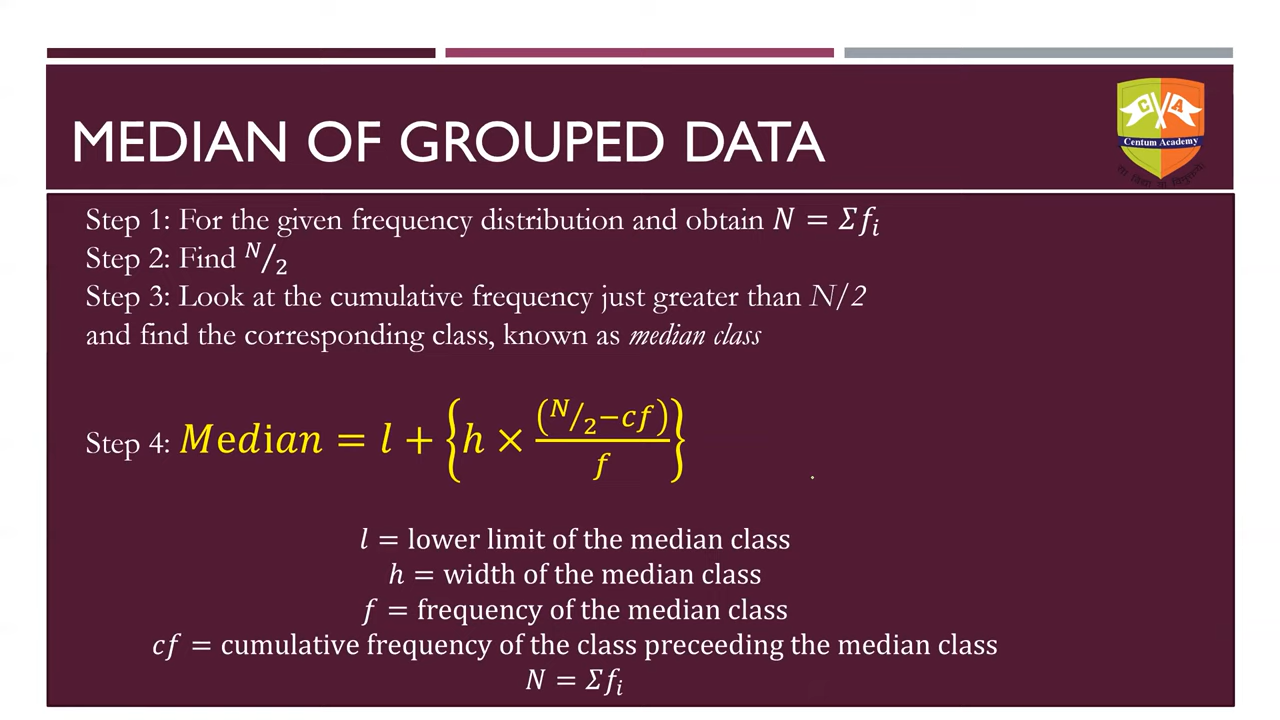 MEDIAN OF GROUPED DATA
C A
Centum Academy
Step 1: For the given frequency distribution and obtain 𝑁 = 𝛴𝑓ᵢ
Step 2: Find 𝑁/2
Step 3: Look at the cumulative frequency just greater than N/2
and find the corresponding class, known as median class
Step 4: Median = 𝑙 + {ℎ × (𝑁/2−𝑐𝑓)/𝑓}
𝑙 = lower limit of the median class
ℎ = width of the median class
𝑓 = frequency of the median class
𝑐𝑓 = cumulative frequency of the class preceeding the median class
𝑁 = 𝛴𝑓ᵢ